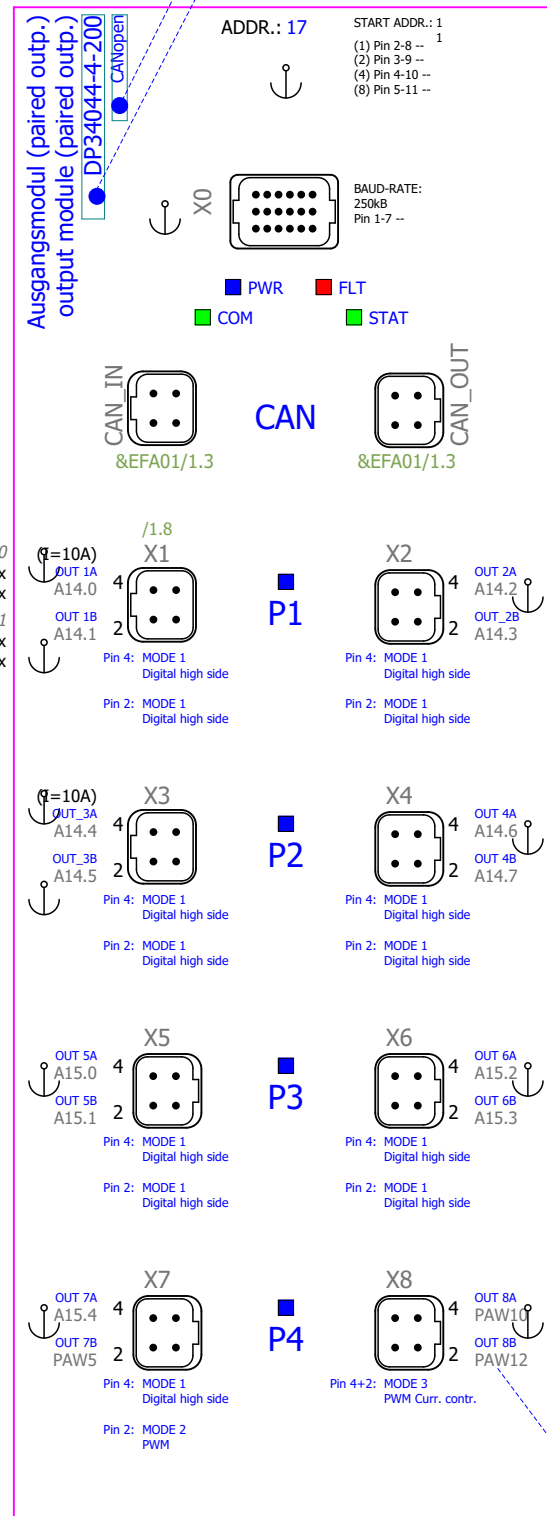 Ausgangsmodul (paired outp.)
output module (paired outp.)
DP34044-4-200
CANopen
ADDR.: 17
START ADDR.: 1
1
(1) Pin 2-8 --
(2) Pin 3-9 --
(4) Pin 4-10 --
(8) Pin 5-11 --
X0
BAUD-RATE:
250kB
Pin 1-7 --
PWR
FLT
COM
STAT
CAN_IN
CAN
CAN_OUT
&EFA01/1.3
&EFA01/1.3
/1.8
0
x
x
1
x
x
(I=10A)
X1
X2
OUT 1A
A14.0
4
OUT 1B
A14.1
2
P1
4
OUT 2A
A14.2
2
OUT_2B
A14.3
Pin 4: MODE 1
Digital high side
Pin 2: MODE 1
Digital high side
Pin 4: MODE 1
Digital high side
Pin 2: MODE 1
Digital high side
(I=10A)
X3
X4
OUT_3A
A14.4
4
OUT_3B
A14.5
2
P2
4
OUT 4A
A14.6
2
OUT 4B
A14.7
Pin 4: MODE 1
Digital high side
Pin 2: MODE 1
Digital high side
Pin 4: MODE 1
Digital high side
Pin 2: MODE 1
Digital high side
X5
X6
OUT 5A
A15.0
4
OUT 5B
A15.1
2
P3
4
OUT 6A
A15.2
2
OUT 6B
A15.3
Pin 4: MODE 1
Digital high side
Pin 2: MODE 1
Digital high side
Pin 4: MODE 1
Digital high side
Pin 2: MODE 1
Digital high side
X7
X8
OUT 7A
A15.4
4
OUT 7B
PAW5
2
P4
4
OUT 8A
PAW10
2
OUT 8B
PAW12
Pin 4: MODE 1
Digital high side
Pin 2: MODE 2
PWM
Pin 4+2: MODE 3
PWM Curr. contr.